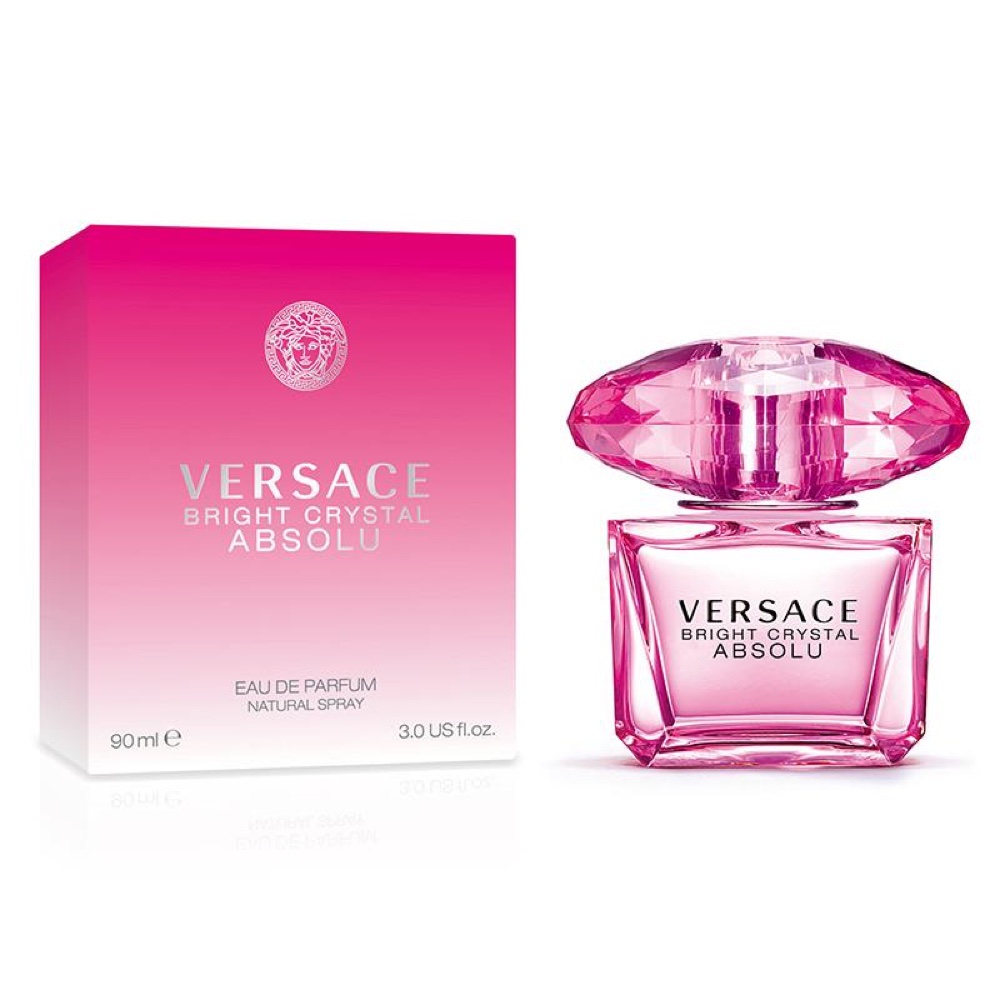 VERSACE
BRIGHT CRYSTAL
ABSOLU
EAU DE PARFUM
NATURAL SPRAY
90 ml ℮
3.0 US fl.oz.
VERSACE
BRIGHT CRYSTAL
ABSOLU